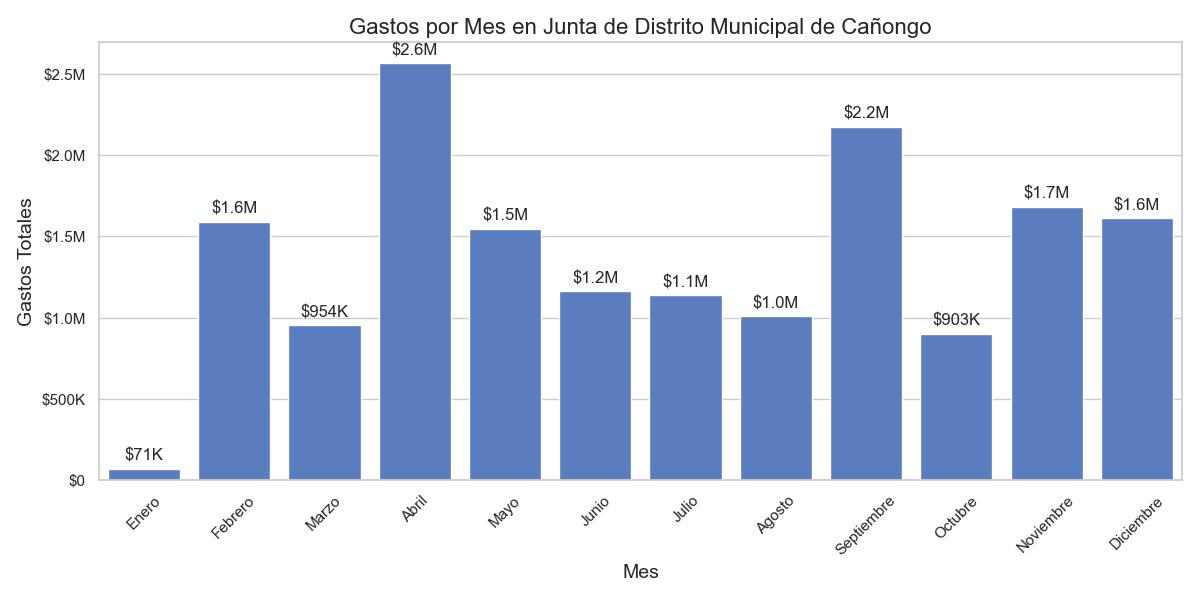 Gastos por Mes en Junta de Distrito Municipal de Cañongo
Gastos Totales
$2.5M
$2.0M
$1.5M
$1.0M
$500K
$0
$71K
$1.6M
$954K
$2.6M
$1.5M
$1.2M
$1.1M
$1.0M
$2.2M
$903K
$1.7M
$1.6M
Enero
Febrero
Marzo
Abril
Mayo
Junio
Julio
Agosto
Septiembre
Octubre
Noviembre
Diciembre
Mes